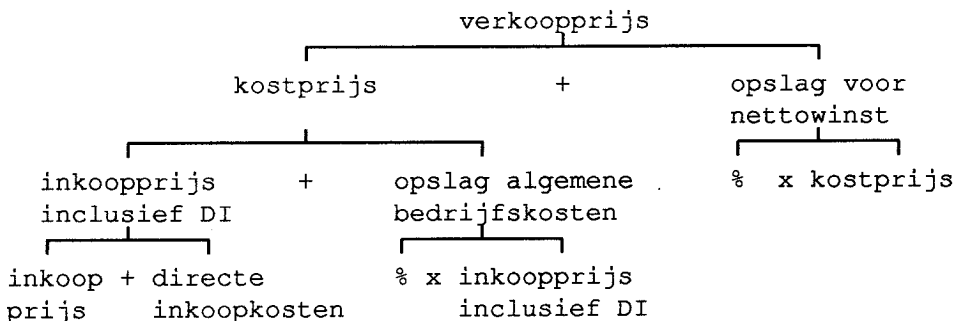 verkoopprijs
kostprijs + opslag voor
nettowinst
inkoopprijs + opslag algemene % x kostprijs
inclusief DI bedrijfskosten
inkoop + directe % x inkoopprijs
prijs inkoopkosten inclusief DI